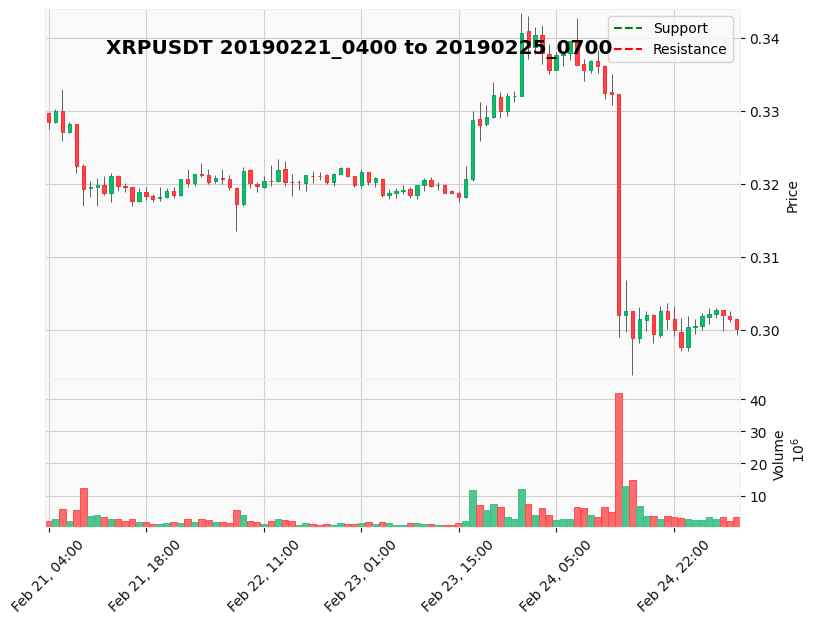 XRPUSDT 20190221_0400 to 20190225_0700
Support
Resistance
0.34
0.33
0.32
0.31
0.30
Price
40
30
20
10
Volume
10^6
Feb 21, 04:00
Feb 21, 18:00
Feb 22, 11:00
Feb 23, 01:00
Feb 23, 15:00
Feb 24, 05:00
Feb 24, 22:00